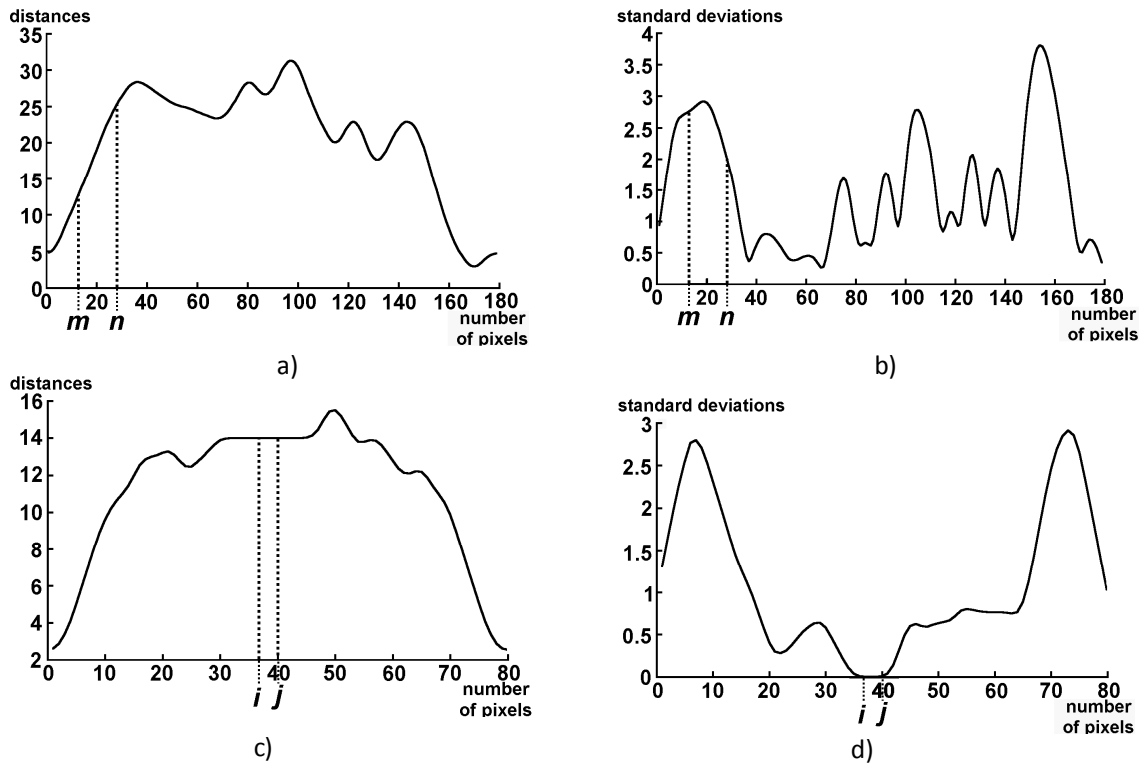 distances
35
30
25
20
15
10
5
0
0 20 40 60 80 100 120 140 160 180
m n
number
of pixels
a)
standard deviations
4
3.5
3
2.5
2
1.5
1
0.5
0
0 20 40 60 80 100 120 140 160 180
m n
number
of pixels
b)
distances
16
14
12
10
8
6
4
2
0 10 20 30 40 50 60 70 80
i j
number
of pixels
c)
standard deviations
3
2.5
2
1.5
1
0.5
0
0 10 20 30 40 50 60 70 80
i j
number
of pixels
d)